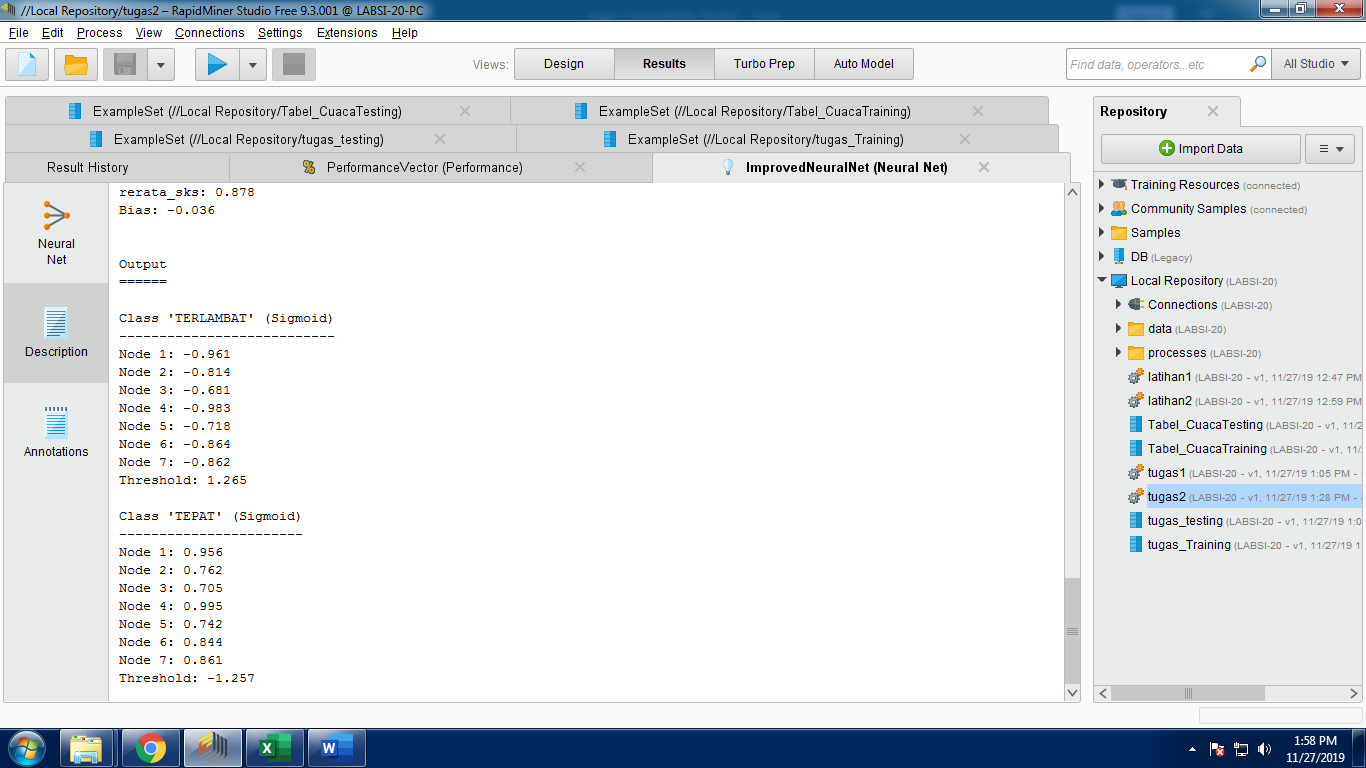 //Local Repository/tugas2 – RapidMiner Studio Free 9.3.001 @ LABSI-20-PC
File Edit Process View Connections Settings Extensions Help
Views: Design Results Turbo Prep Auto Model Find data, operators...etc All Studio
ExampleSet (//Local Repository/Tabel_CuacaTesting) ExampleSet (//Local Repository/Tabel_CuacaTraining)
ExampleSet (//Local Repository/tugas_testing) ExampleSet (//Local Repository/tugas_Training)
Result History PerformanceVector (Performance) ImprovedNeuralNet (Neural Net)
Neural
Net
Description
Annotations
rerata_sks: 0.878
Bias: -0.036
Output
======
Class 'TERLAMBAT' (Sigmoid)
---------------------------
Node 1: -0.961
Node 2: -0.814
Node 3: -0.681
Node 4: -0.983
Node 5: -0.718
Node 6: -0.864
Node 7: -0.862
Threshold: 1.265
Class 'TEPAT' (Sigmoid)
-----------------------
Node 1: 0.956
Node 2: 0.762
Node 3: 0.705
Node 4: 0.995
Node 5: 0.742
Node 6: 0.844
Node 7: 0.861
Threshold: -1.257
Repository
Import Data
Training Resources (connected)
Community Samples (connected)
Samples
DB (Legacy)
Local Repository (LABSI-20)
Connections (LABSI-20)
data (LABSI-20)
processes (LABSI-20)
latihan1 (LABSI-20 - v1, 11/27/19 12:47 PM
latihan2 (LABSI-20 - v1, 11/27/19 12:59 PM
Tabel_CuacaTesting (LABSI-20 - v1, 11/2
Tabel_CuacaTraining (LABSI-20 - v1, 11/
tugas1 (LABSI-20 - v1, 11/27/19 1:05 PM -
tugas2 (LABSI-20 - v1, 11/27/19 1:28 PM -
tugas_testing (LABSI-20 - v1, 11/27/19 1:0
tugas_Training (LABSI-20 - v1, 11/27/19 1
1:58 PM
11/27/2019